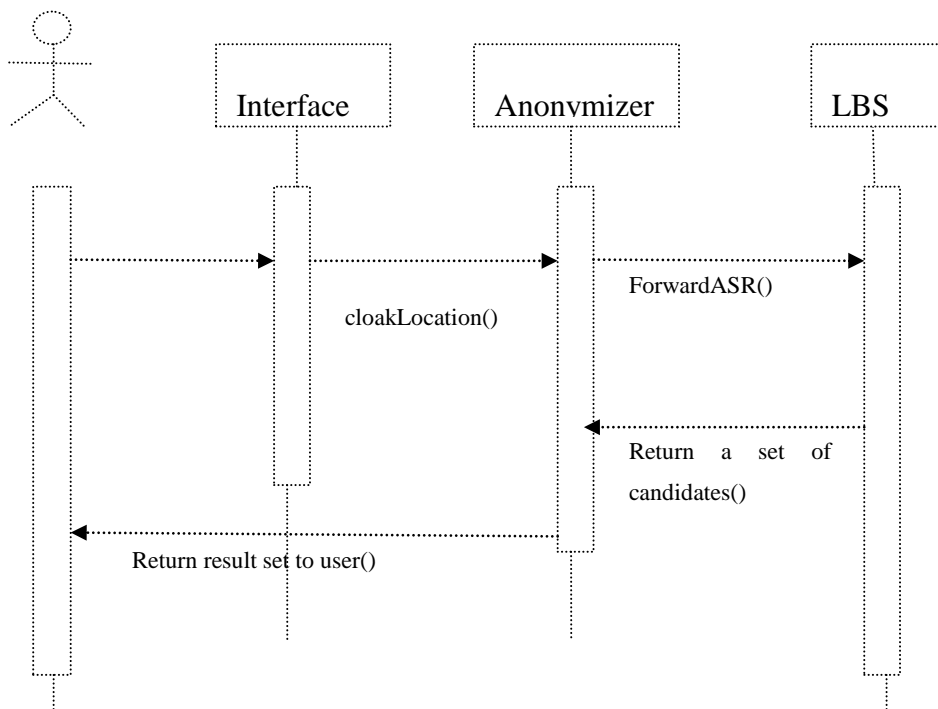 Interface
Anonymizer
LBS
ForwardASR()
cloakLocation()
Return a set of
candidates()
Return result set to user()